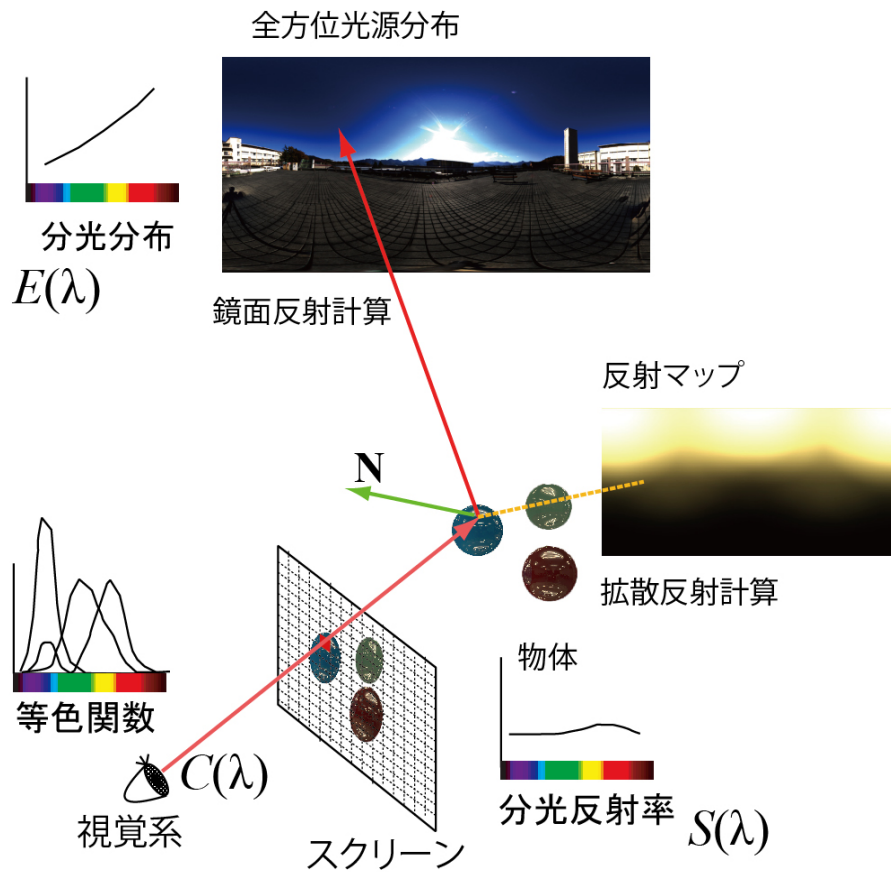 全方位光源分布
分光分布
E(λ)
鏡面反射計算
反射マップ
N
拡散反射計算
物体
等色関数
C(λ)
視覚系
スクリーン
分光反射率
S(λ)